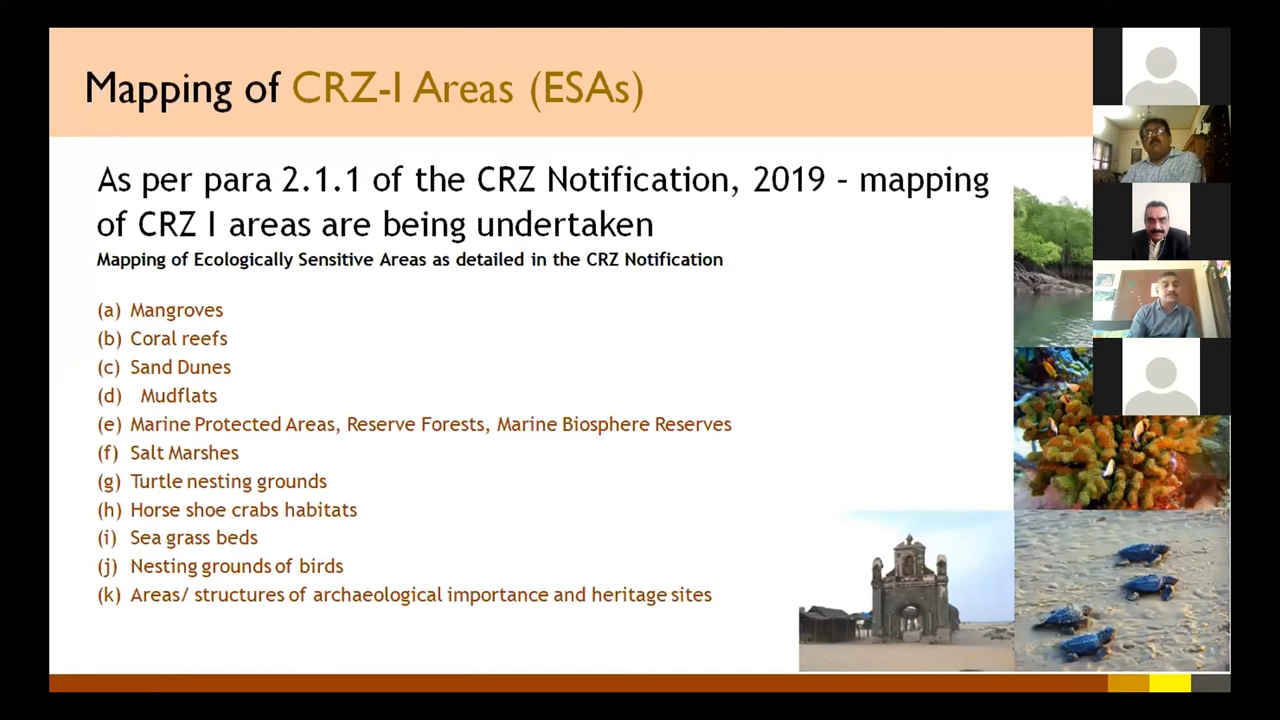 Mapping of CRZ-I Areas (ESAs)
As per para 2.1.1 of the CRZ Notification, 2019 – mapping
of CRZ I areas are being undertaken
Mapping of Ecologically Sensitive Areas as detailed in the CRZ Notification
(a) Mangroves
(b) Coral reefs
(c) Sand Dunes
(d) Mudflats
(e) Marine Protected Areas, Reserve Forests, Marine Biosphere Reserves
(f) Salt Marshes
(g) Turtle nesting grounds
(h) Horse shoe crabs habitats
(i) Sea grass beds
(j) Nesting grounds of birds
(k) Areas/ structures of archaeological importance and heritage sites